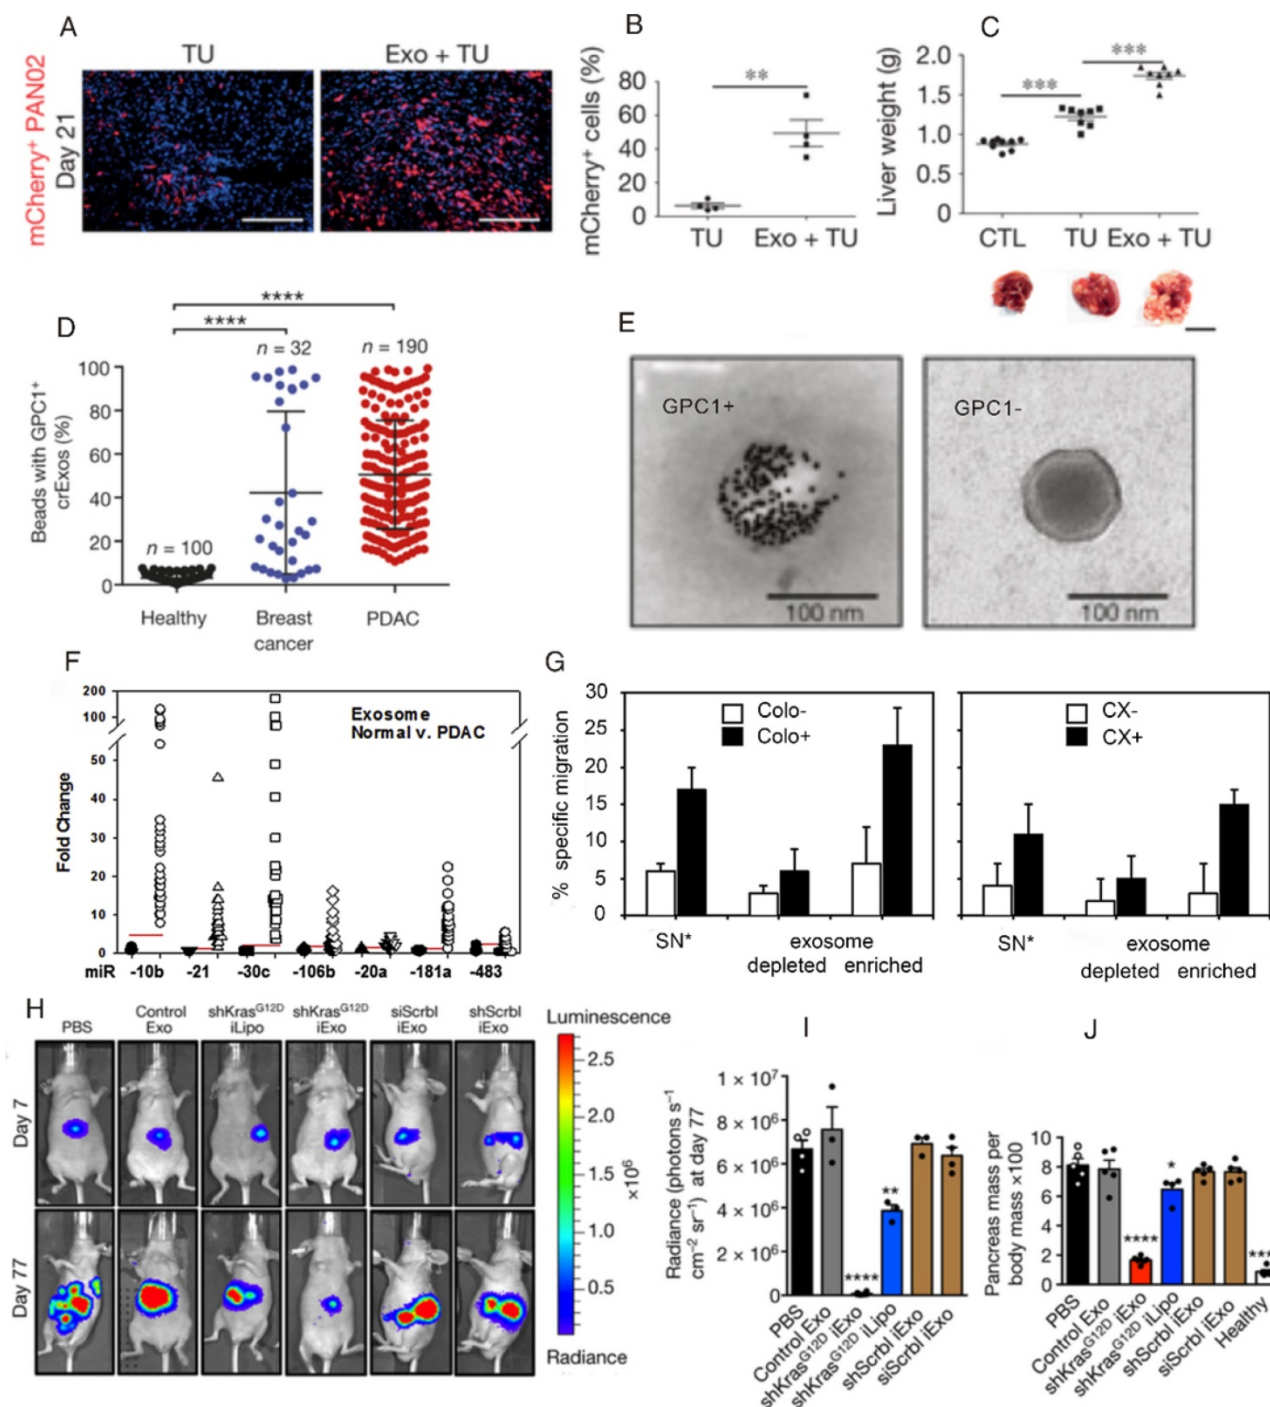 A
TU
Exo + TU
mCherry⁺ PAN02
Day 21
B
mCherry⁺ cells (%)
80
60
40
20
0
**
TU
Exo + TU
C
Liver weight (g)
2.0
1.5
1.0
0.5
0
***
***
CTL
TU
Exo + TU
D
****
****
n = 32
n = 190
n = 100
Beads with GPC1⁺
crExos (%)
100
80
60
40
20
0
Healthy
Breast
cancer
PDAC
E
GPC1+
100 nm
GPC1-
100 nm
F
Exosome
Normal v. PDAC
Fold Change
200
100
50
40
30
20
10
0
miR
-10b
-21
-30c
-106b
-20a
-181a
-483
G
% specific migration
30
25
20
15
10
5
0
Colo-
Colo+
SN*
exosome
depleted
enriched
CX-
CX+
SN*
exosome
depleted
enriched
H
PBS
Control
Exo
shKrasᴳ¹²ᴰ
iLipo
shKrasᴳ¹²ᴰ
iExo
siScrbl
iExo
shScrbl
iExo
Day 7
Day 77
Luminescence
2.5
2.0
1.5
1.0
0.5
×10⁶
Radiance
I
Radiance (photons s⁻¹
cm⁻² sr⁻¹) at day 77
1 × 10⁷
8 × 10⁶
6 × 10⁶
4 × 10⁶
2 × 10⁶
0
****
**
PBS
Control Exo
shKrasᴳ¹²ᴰ iExo
shKrasᴳ¹²ᴰ iLipo
shScrbl iExo
siScrbl iExo
J
Pancreas mass per
body mass ×100
10
8
6
4
2
0
****
*
***
PBS
Control Exo
shKrasᴳ¹²ᴰ iExo
shKrasᴳ¹²ᴰ iLipo
shScrbl iExo
siScrbl iExo
Healthy